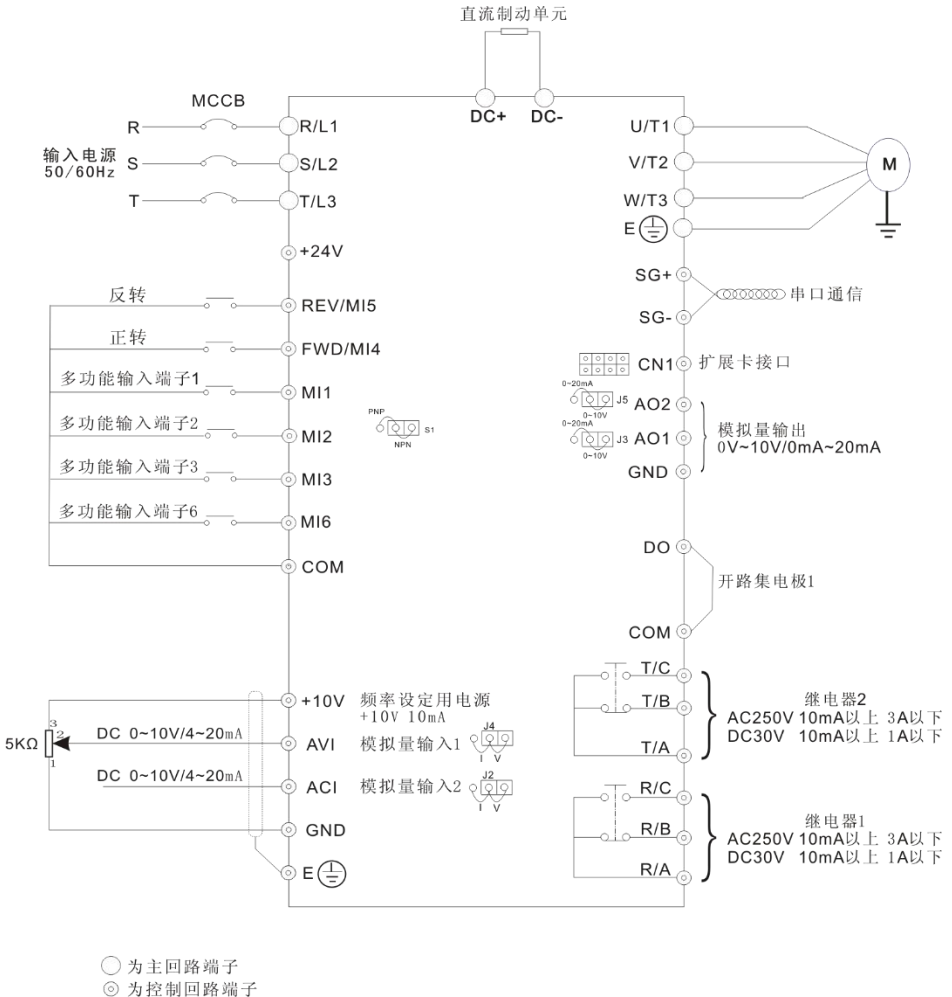 直流制动单元
DC+ DC-
MCCB
R R/L1
输入电源
50/60Hz
S S/L2
T T/L3
U/T1
V/T2
W/T3
E
M
+24V
反转 REV/MI5
正转 FWD/MI4
多功能输入端子1 MI1
多功能输入端子2 MI2
多功能输入端子3 MI3
多功能输入端子6 MI6
COM
PNP
S1
NPN
SG+
SG-
串口通信
CN1 扩展卡接口
0~20mA
J5 AO2
0~10V
0~20mA
J3 AO1
0~10V
GND
模拟量输出
0V~10V/0mA~20mA
DO
开路集电极1
COM
+10V 频率设定用电源
+10V 10mA
3
2
1
5KΩ
DC 0~10V/4~20mA AVI 模拟量输入1
J4
I V
DC 0~10V/4~20mA ACI 模拟量输入2
J2
I V
GND
E
T/C
T/B
T/A
继电器2
AC250V 10mA以上 3A以下
DC30V 10mA以上 1A以下
R/C
R/B
R/A
继电器1
AC250V 10mA以上 3A以下
DC30V 10mA以上 1A以下
为主回路端子
为控制回路端子